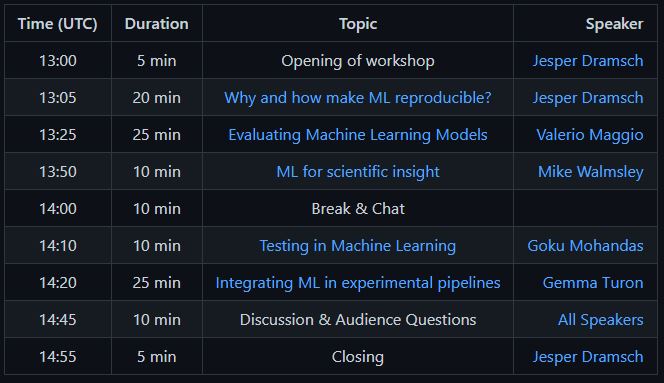 Time (UTC) Duration Topic Speaker
13:00 5 min Opening of workshop Jesper Dramsch
13:05 20 min Why and how make ML reproducible? Jesper Dramsch
13:25 25 min Evaluating Machine Learning Models Valerio Maggio
13:50 10 min ML for scientific insight Mike Walmsley
14:00 10 min Break & Chat
14:10 10 min Testing in Machine Learning Goku Mohandas
14:20 25 min Integrating ML in experimental pipelines Gemma Turon
14:45 10 min Discussion & Audience Questions All Speakers
14:55 5 min Closing Jesper Dramsch